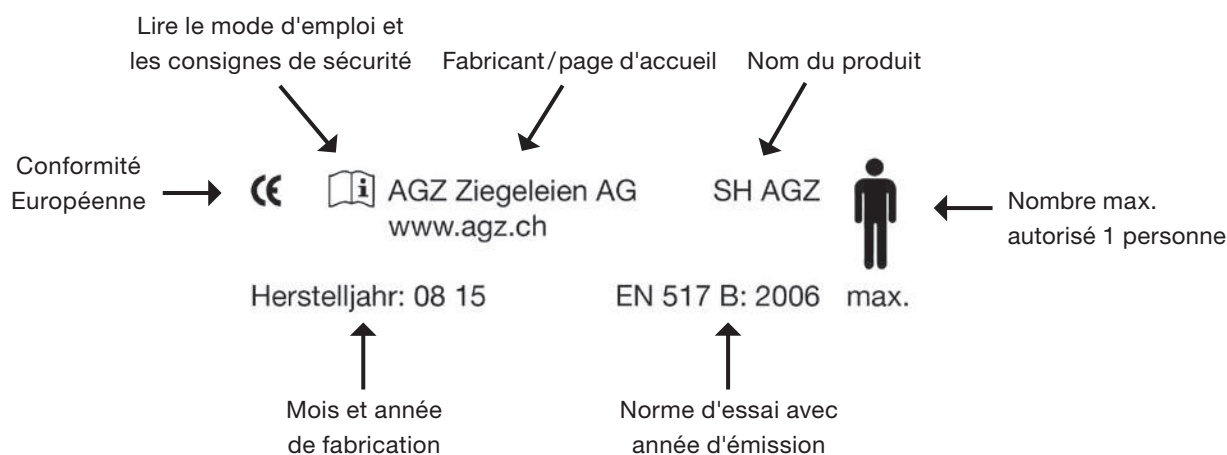 Lire le mode d'emploi et
les consignes de sécurité
Fabricant/page d'accueil
Nom du produit
Conformité
Européenne
CE
i
AGZ Ziegeleien AG
www.agz.ch
SH AGZ
Nombre max.
autorisé 1 personne
Herstelljahr: 08 15
EN 517 B: 2006
max.
Mois et année
de fabrication
Norme d'essai avec
année d'émission